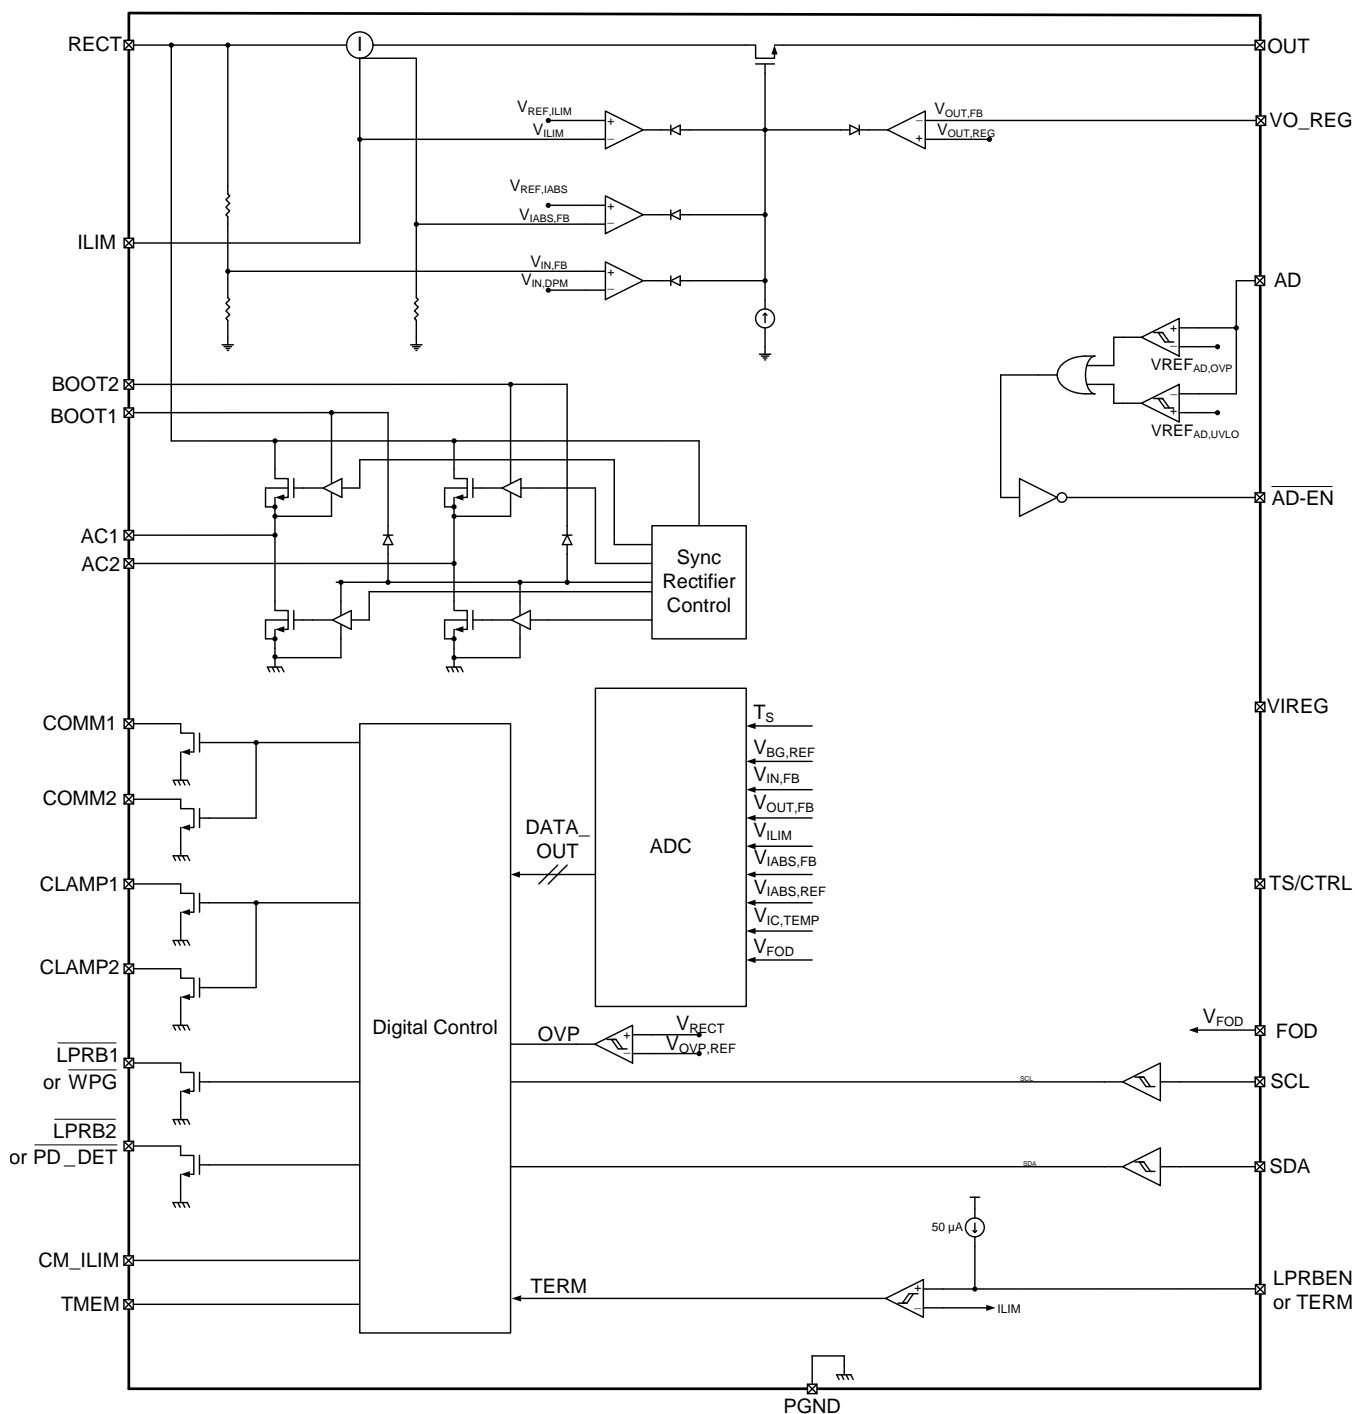 RECT
I
OUT
VREF,ILIM
VILIM
VOUT,FB
VOUT,REG
VO_REG
VREF,IABS
VIABS,FB
ILIM
VIN,FB
VIN,DPM
AD
VREFAD,OVP
VREFAD,UVLO
BOOT2
BOOT1
AD-EN
AC1
AC2
Sync
Rectifier
Control
COMM1
COMM2
CLAMP1
CLAMP2
LPRB1
or WPG
LPRB2
or PD_DET
CM_ILIM
TMEM
Digital Control
DATA_
OUT
ADC
TS
VBG,REF
VIN,FB
VOUT,FB
VILIM
VIABS,FB
VIABS,REF
VIC,TEMP
VFOD
VIREG
TS/CTRL
OVP
VRECT
VOVP,REF
VFOD
FOD
SCL
SCL
SDA
SDA
50 µA
TERM
ILIM
LPRBEN
or TERM
PGND